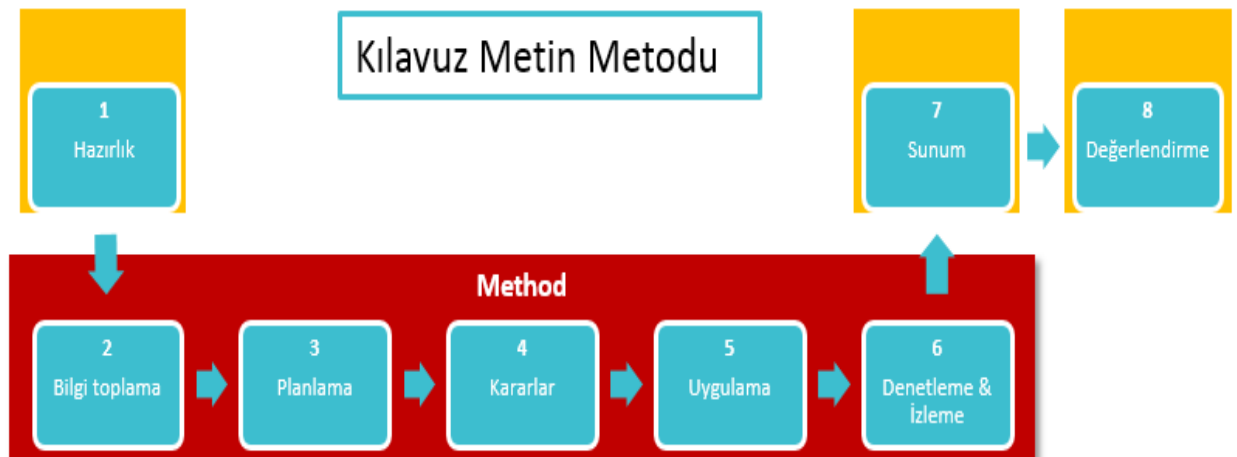 Kılavuz Metin Metodu
1
Hazırlık
7
Sunum
8
Değerlendirme
Method
2
Bilgi toplama
3
Planlama
4
Kararlar
5
Uygulama
6
Denetleme &
İzleme